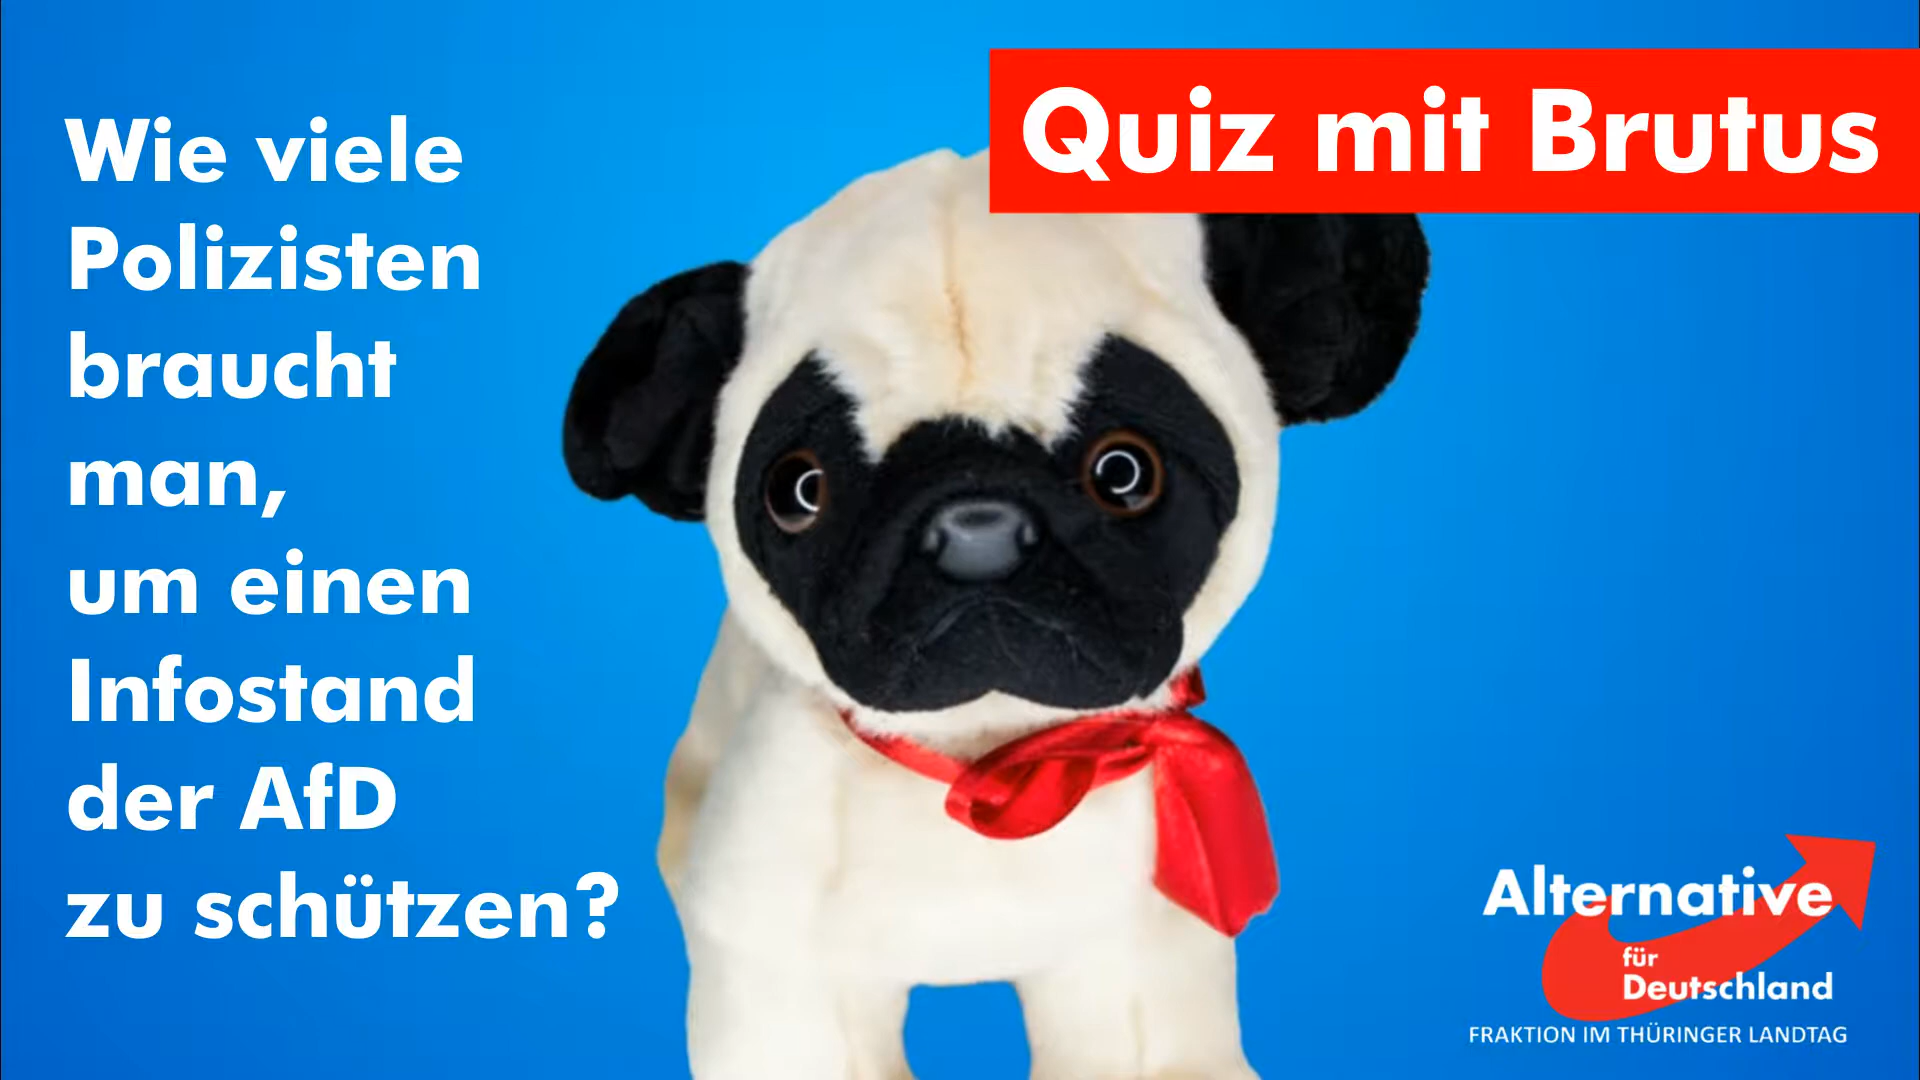 Quiz mit Brutus
Wie viele
Polizisten
braucht
man,
um einen
Infostand
der AfD
zu schützen?
Alternative
für
Deutschland
FRAKTION IM THÜRINGER LANDTAG